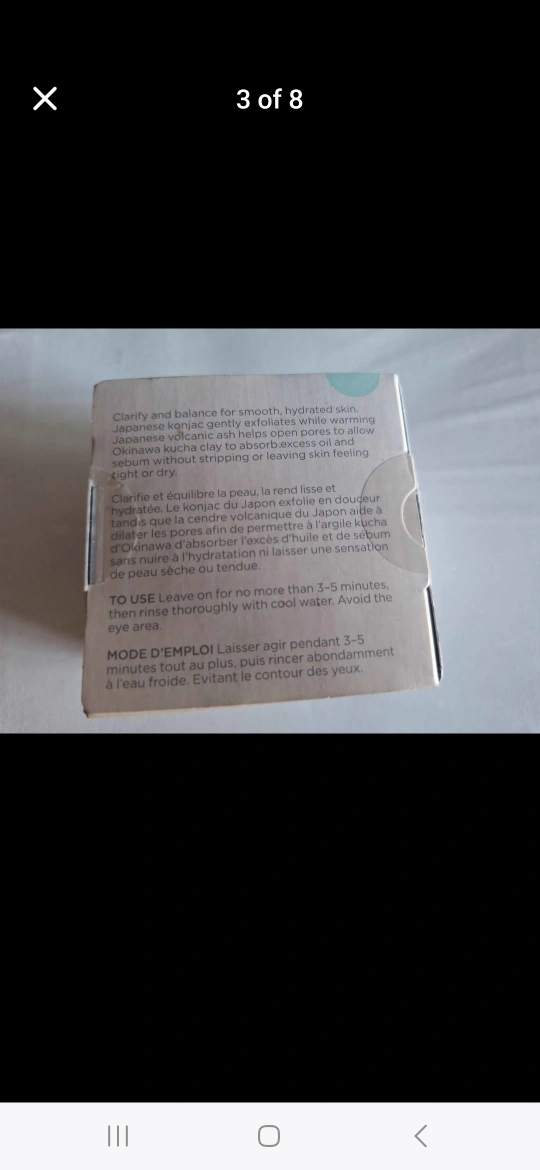 3 of 8
Clarify and balance for smooth, hydrated skin.
Japanese konjac gently exfoliates while warming
Japanese volcanic ash helps open pores to allow
Okinawa kucha clay to absorb excess oil and
sebum without stripping or leaving skin feeling
tight or dry.
Clarifie et équilibre la peau, la rend lisse et
hydratée. Le konjac du Japon exfolie en douceur
tandis que la cendre volcanique du Japon aide à
dilater les pores afin de permettre à l'argile kucha
d'Okinawa d'absorber l'excès d'huile et de sébum
sans nuire à l'hydratation ni laisser une sensation
de peau sèche ou tendue.
TO USE Leave on for no more than 3-5 minutes,
then rinse thoroughly with cool water. Avoid the
eye area.
MODE D'EMPLOI Laisser agir pendant 3-5
minutes tout au plus, puis rincer abondamment
à l'eau froide. Evitant le contour des yeux.